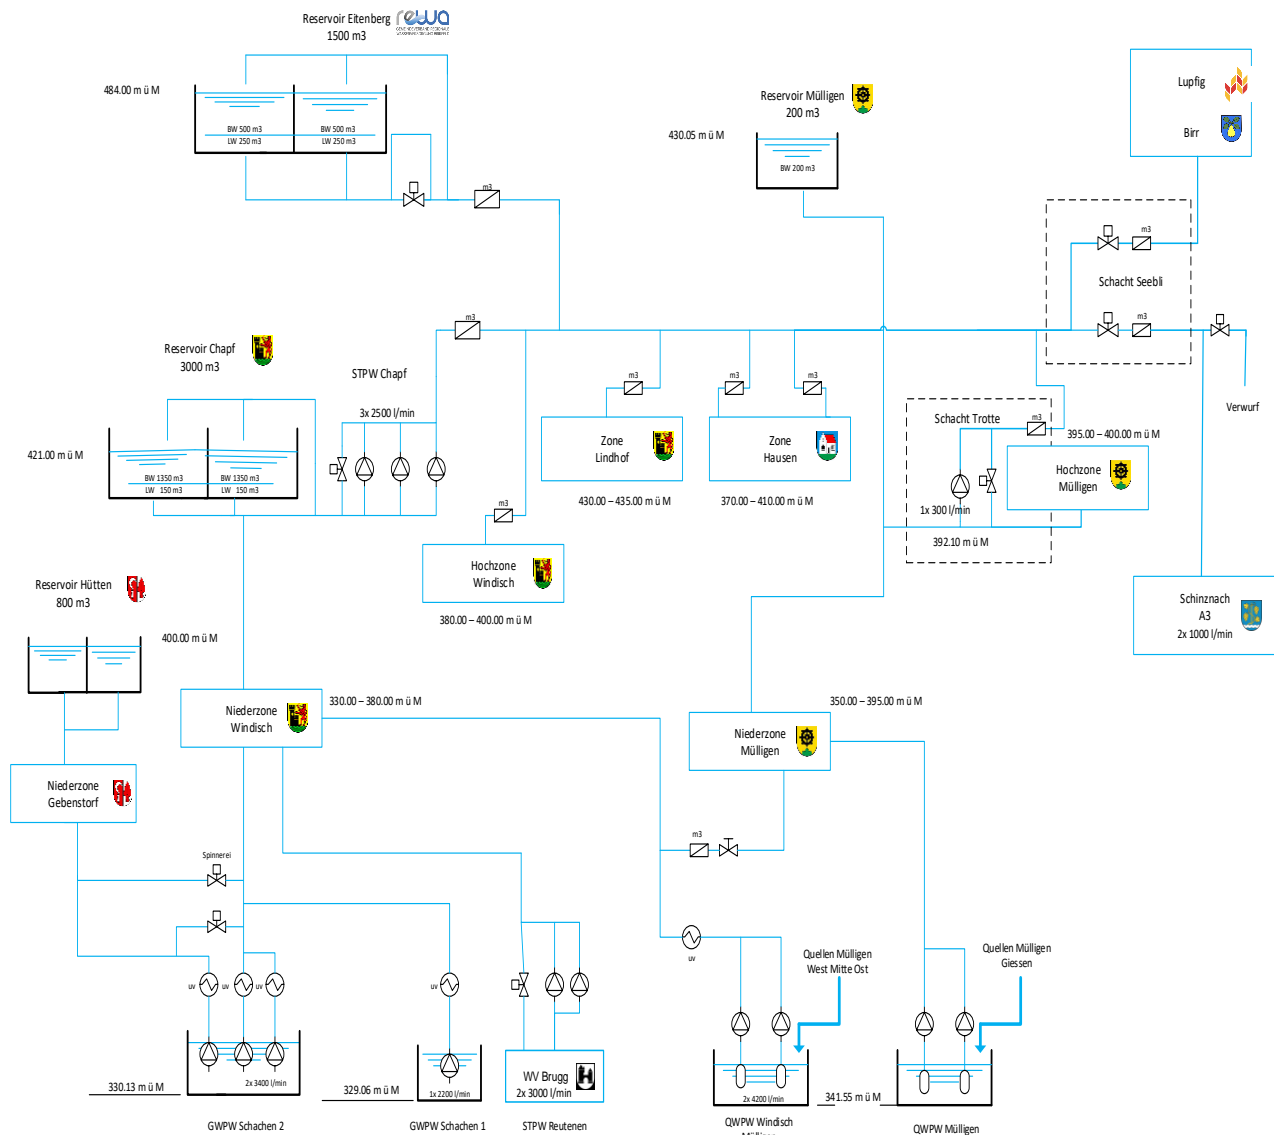 Reservoir Eitenberg
1500 m3
rewa
484.00 m ü M
BW 500 m3
LW 250 m3
BW 500 m3
LW 250 m3
m3
Reservoir Mülligen
200 m3
430.05 m ü M
BW 200 m3
Lupfig
Birr
m3
Schacht Seebli
m3
Verwurf
m3
Reservoir Chapf
3000 m3
STPW Chapf
3x 2500 l/min
421.00 m ü M
BW 1350 m3
LW 150 m3
BW 1350 m3
LW 150 m3
m3
Zone
Lindhof
430.00 – 435.00 m ü M
m3
m3
Zone
Hausen
370.00 – 410.00 m ü M
Schacht Trotte
m3
1x 300 l/min
392.10 m ü M
395.00 – 400.00 m ü M
Hochzone
Mülligen
m3
Hochzone
Windisch
380.00 – 400.00 m ü M
Schinznach
A3
2x 1000 l/min
Reservoir Hütten
800 m3
400.00 m ü M
Niederzone
Windisch
330.00 – 380.00 m ü M
Niederzone
Mülligen
350.00 – 395.00 m ü M
Niederzone
Gebenstorf
Spinnerei
m3
uv
Quellen Mülligen
West Mitte Ost
Quellen Mülligen
Giessen
uv
uv
uv
uv
330.13 m ü M
2x 3400 l/min
GWPW Schachen 2
329.06 m ü M
1x 2200 l/min
GWPW Schachen 1
WV Brugg
2x 3000 l/min
STPW Reutenen
2x 4200 l/min
QWPW Windisch
Mülligen
341.55 m ü M
QWPW Mülligen